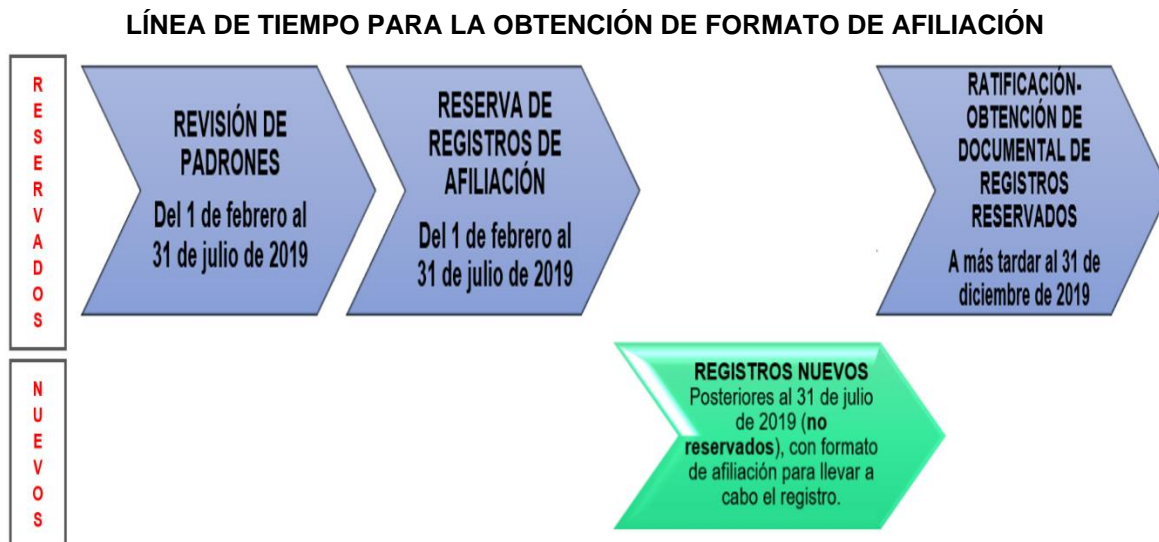 LÍNEA DE TIEMPO PARA LA OBTENCIÓN DE FORMATO DE AFILIACIÓN
RESERVADOS
REVISIÓN DE
PADRONES
Del 1 de febrero al
31 de julio de 2019
RESERVA DE
REGISTROS DE
AFILIACIÓN
Del 1 de febrero al
31 de julio de 2019
RATIFICACIÓN-
OBTENCIÓN DE
DOCUMENTAL DE
REGISTROS
RESERVADOS
A más tardar al 31 de
diciembre de 2019
NUEVOS
REGISTROS NUEVOS
Posteriores al 31 de julio
de 2019 (no
reservados), con formato
de afiliación para llevar a
cabo el registro.